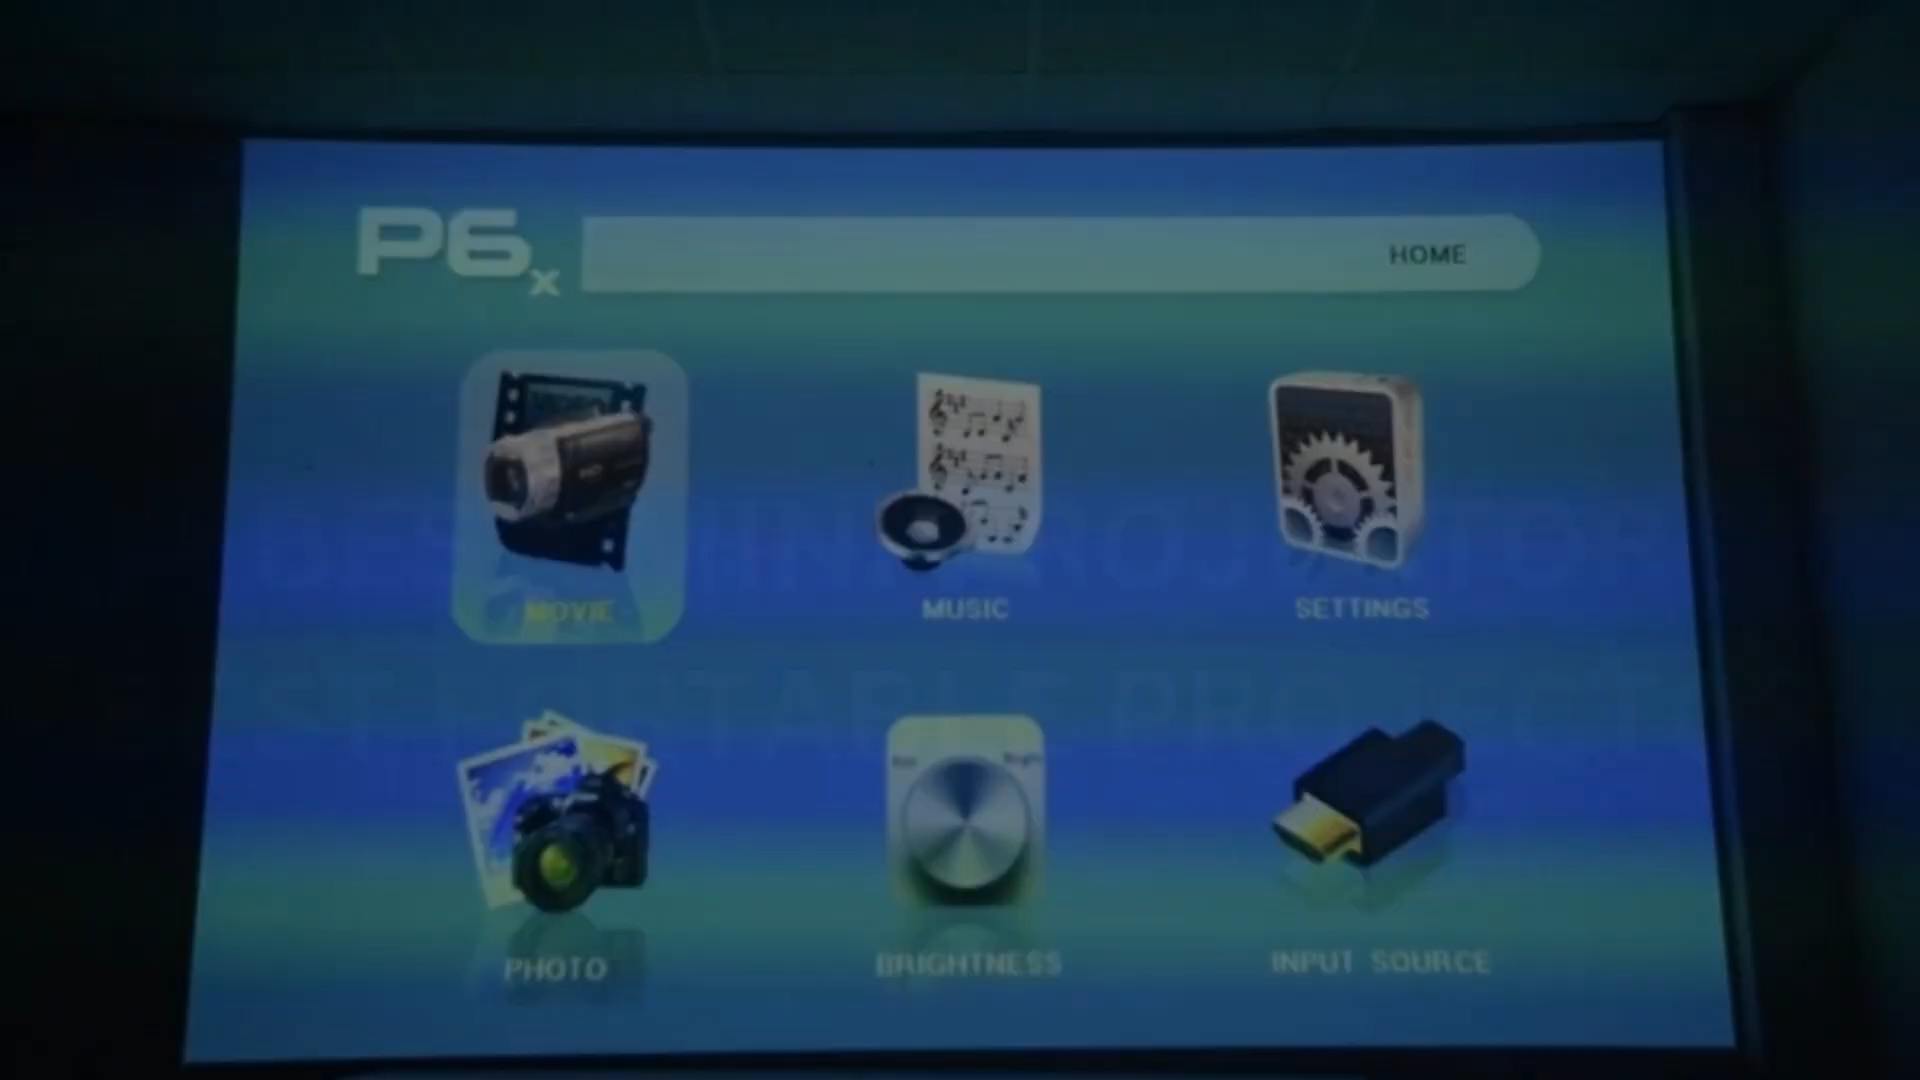 P6x
HOME
MOVIE
MUSIC
SETTINGS
PHOTO
BRIGHTNESS
INPUT SOURCE